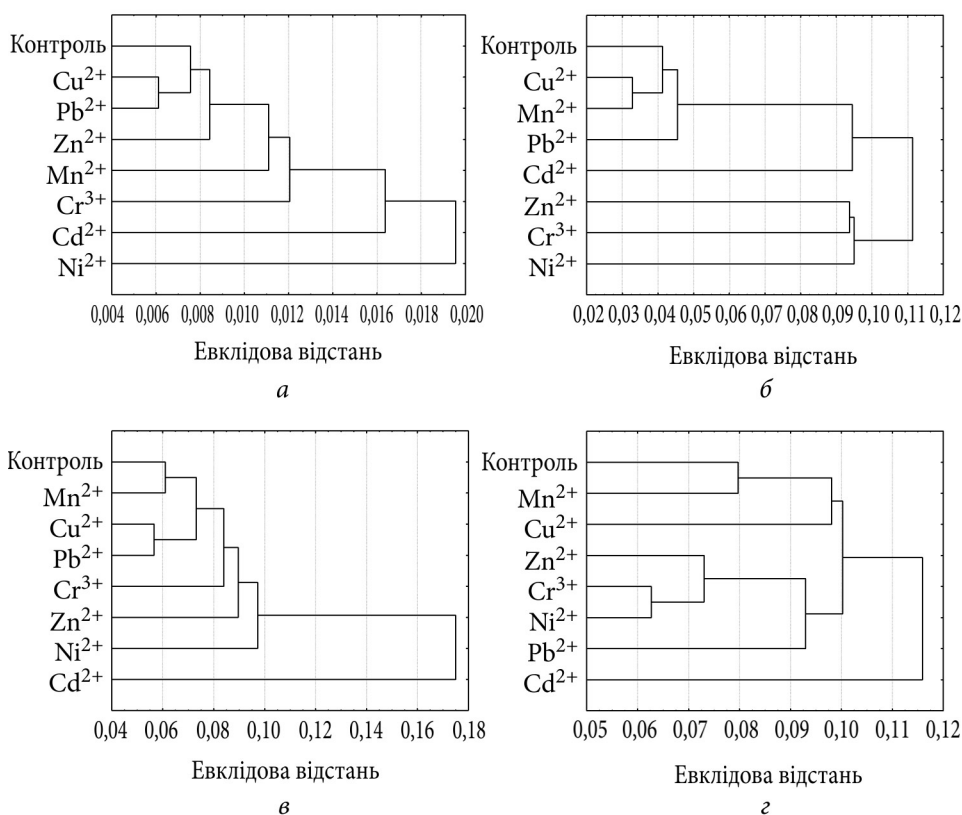 Контроль
Cu2+
Pb2+
Zn2+
Mn2+
Cr3+
Cd2+
Ni2+
0,004 0,006 0,008 0,010 0,012 0,014 0,016 0,018 0,020
Евклідова відстань
а
Контроль
Cu2+
Mn2+
Pb2+
Cd2+
Zn2+
Cr3+
Ni2+
0,02 0,03 0,04 0,05 0,06 0,07 0,08 0,09 0,10 0,11 0,12
Евклідова відстань
б
Контроль
Mn2+
Cu2+
Pb2+
Cr3+
Zn2+
Ni2+
Cd2+
0,04 0,06 0,08 0,10 0,12 0,14 0,16 0,18
Евклідова відстань
в
Контроль
Mn2+
Cu2+
Zn2+
Cr3+
Ni2+
Pb2+
Cd2+
0,05 0,06 0,07 0,08 0,09 0,10 0,11 0,12
Евклідова відстань
г